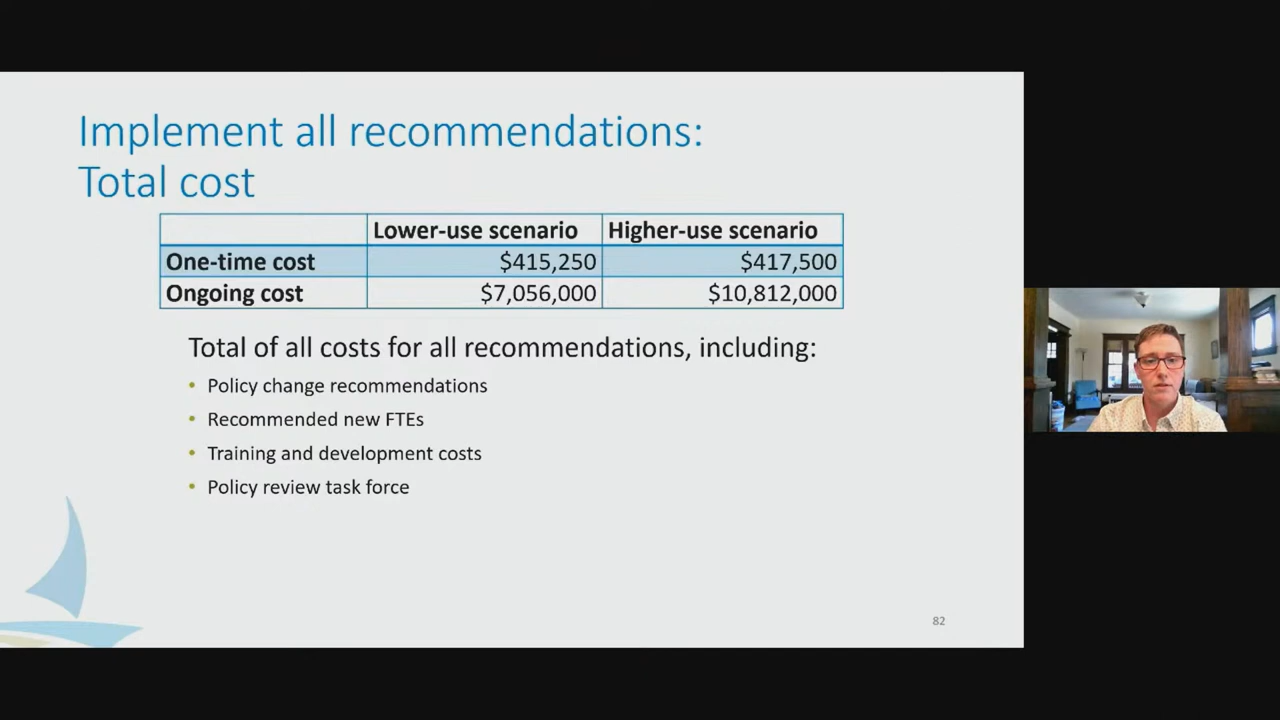 Implement all recommendations:
Total cost
Lower-use scenario Higher-use scenario
One-time cost $415,250 $417,500
Ongoing cost $7,056,000 $10,812,000
Total of all costs for all recommendations, including:
• Policy change recommendations
• Recommended new FTEs
• Training and development costs
• Policy review task force
82